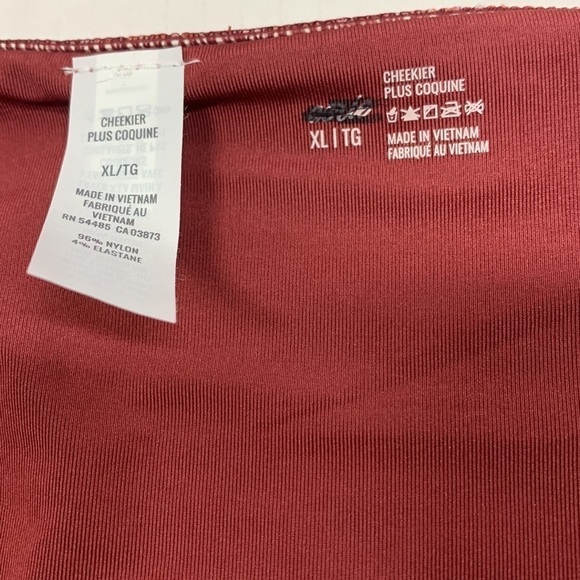 CHEEKIER
PLUS COQUINE
XL/TG
MADE IN VIETNAM
FABRIQUÉ AU
VIETNAM
RN 54485 CA 03873
96% NYLON
4% ELASTANE
XL | TG
CHEEKIER
PLUS COQUINE
MADE IN VIETNAM
FABRIQUÉ AU VIETNAM